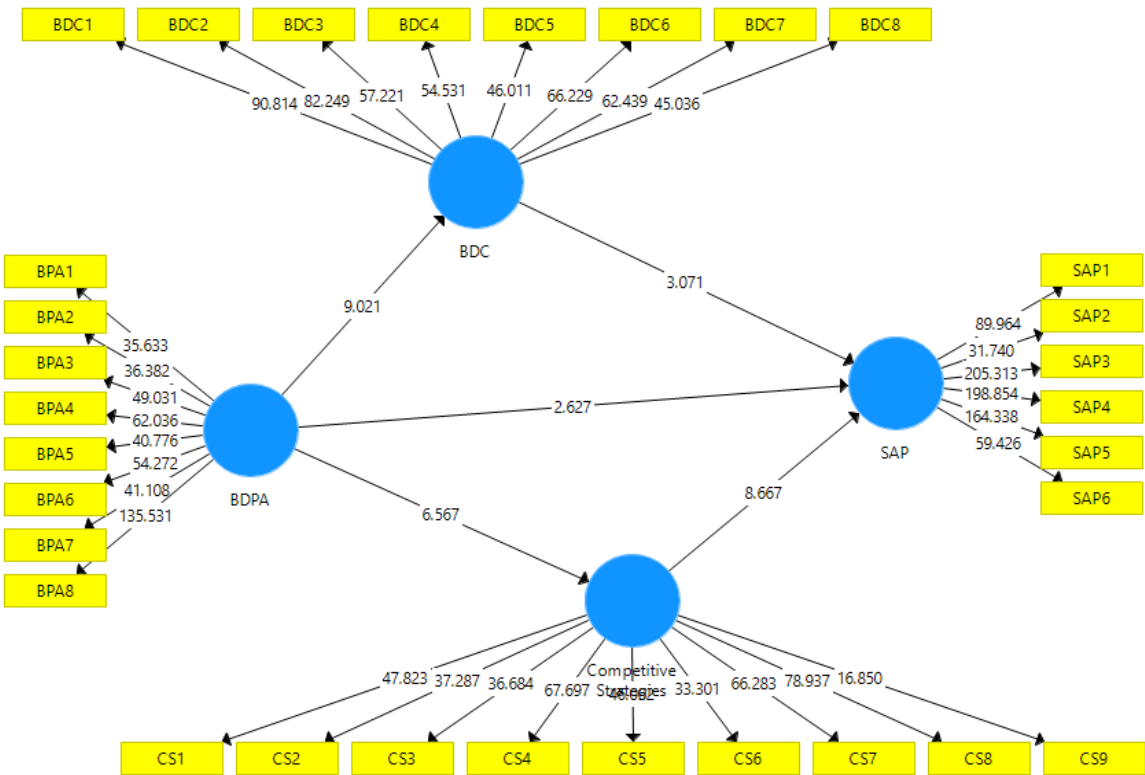 BDC1 BDC2 BDC3 BDC4 BDC5 BDC6 BDC7 BDC8
90.814 82.249 57.221 54.531 46.011 66.229 62.439 45.036
BDC
BPA1
BPA2
BPA3
BPA4
BPA5
BPA6
BPA7
BPA8
35.633
36.382
49.031
62.036
40.776
54.272
41.108
135.531
BDPA
9.021
3.071
2.627
6.567
8.667
SAP
89.964
31.740
205.313
198.854
164.338
59.426
SAP1
SAP2
SAP3
SAP4
SAP5
SAP6
Competitive
Strategies
47.823 37.287 36.684 67.697 33.301 66.283 78.937 16.850
CS1 CS2 CS3 CS4 CS5 CS6 CS7 CS8 CS9